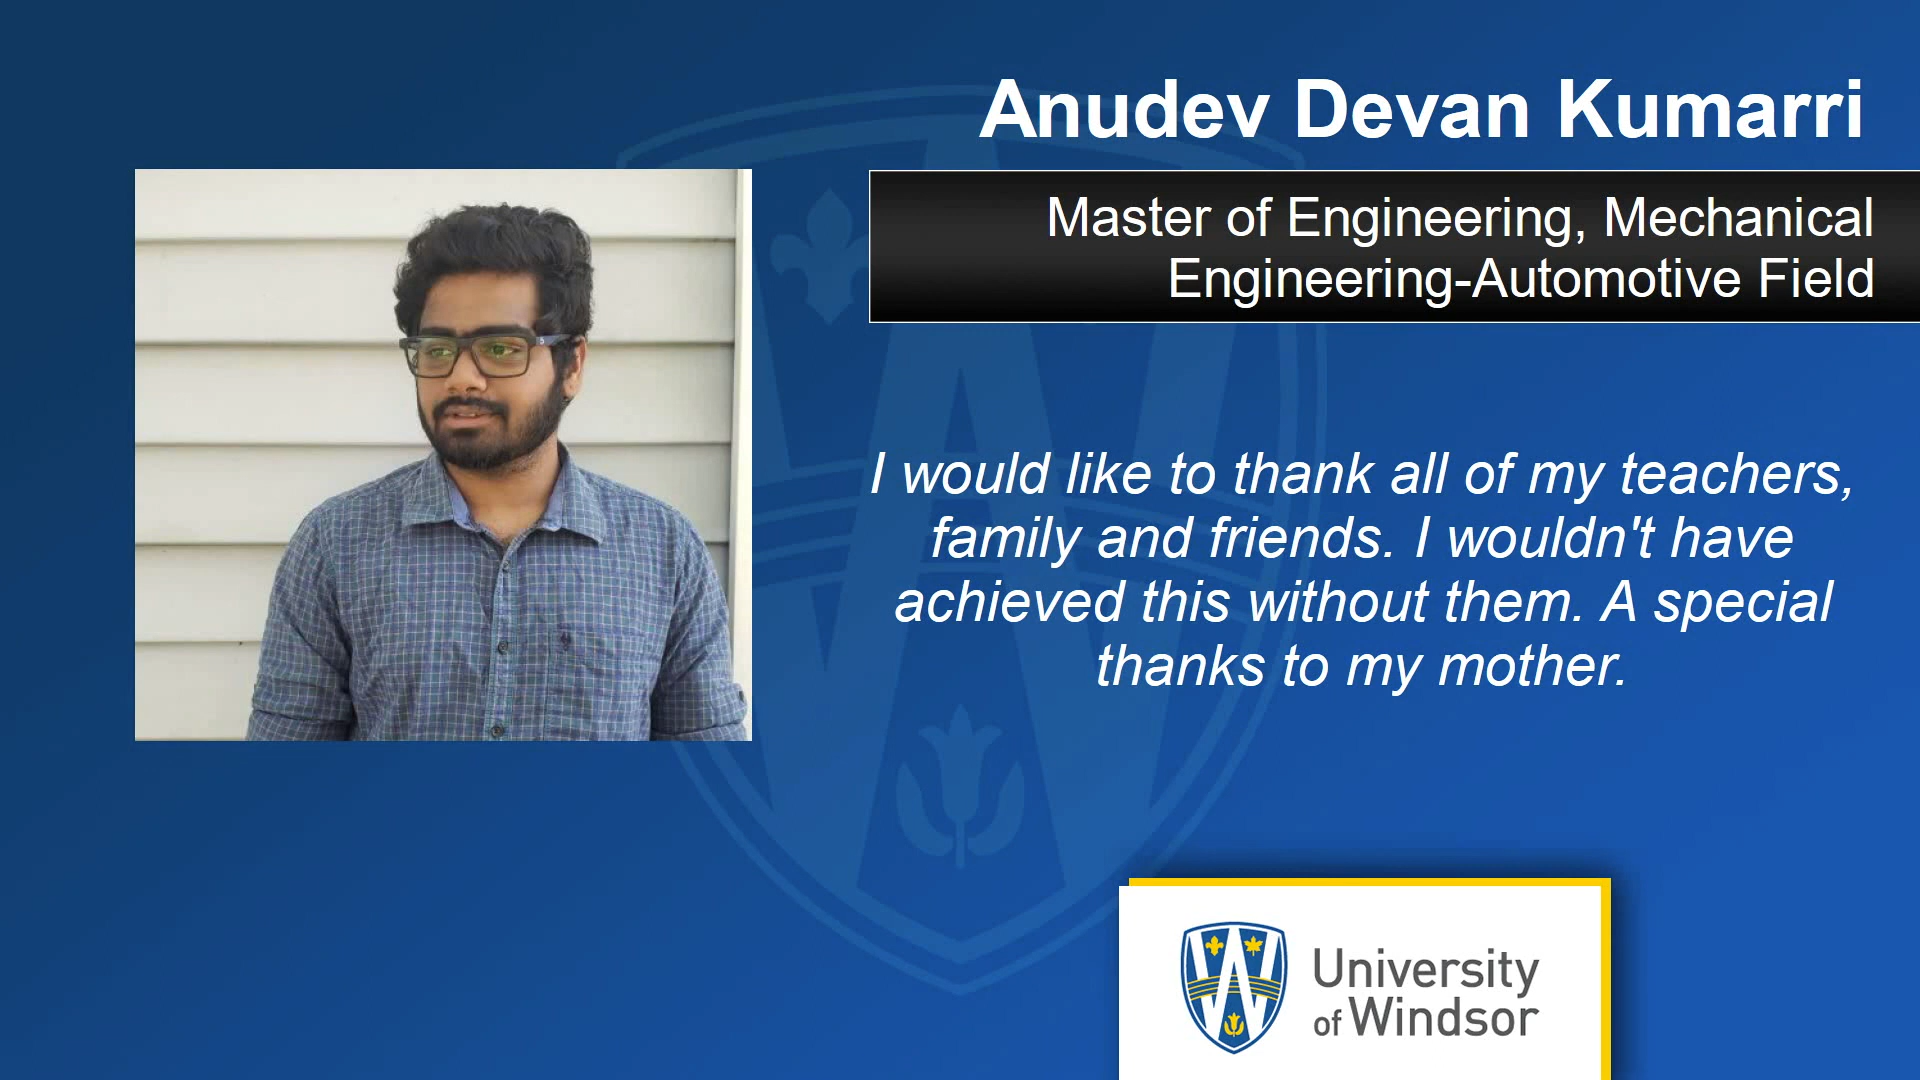 Anudev Devan Kumarri
Master of Engineering, Mechanical
Engineering-Automotive Field
I would like to thank all of my teachers,
family and friends. I wouldn't have
achieved this without them. A special
thanks to my mother.
University
of Windsor